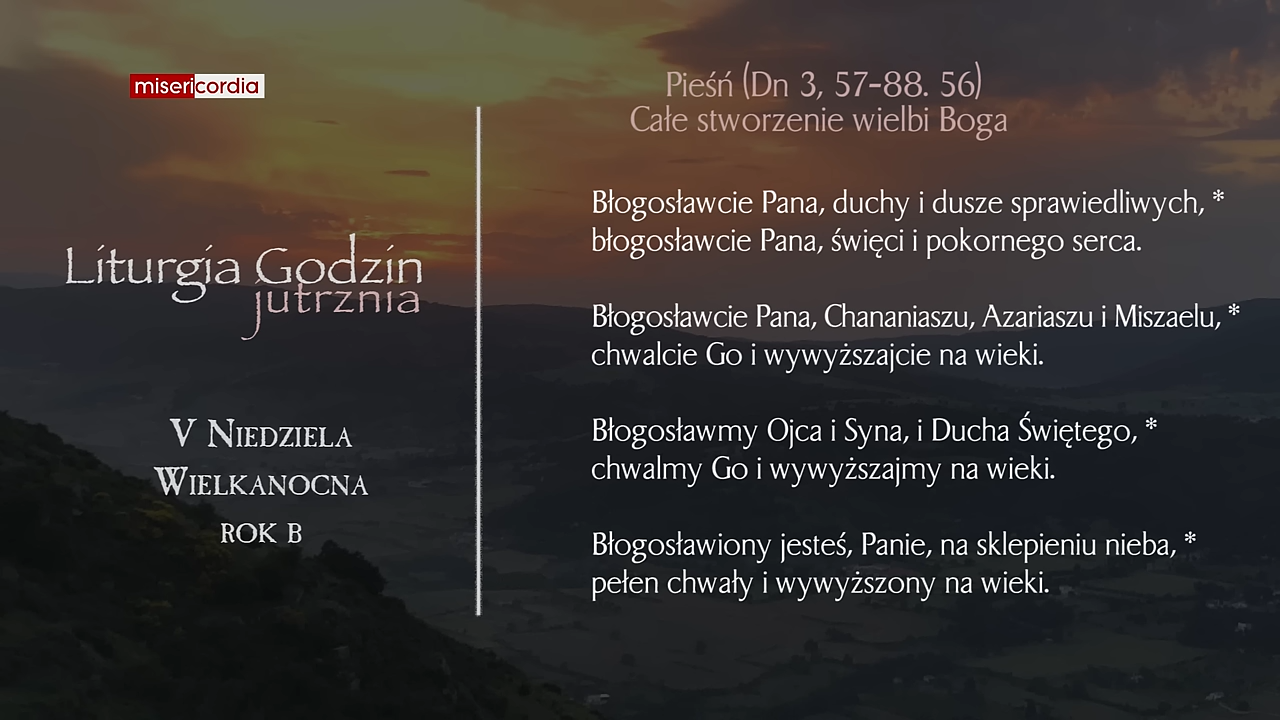 misericordia
Liturgia Godzin
jutrznia
V Niedziela
Wielkanocna
rok B
Pieśń (Dn 3, 57-88. 56)
Całe stworzenie wielbi Boga
Błogosławcie Pana, duchy i dusze sprawiedliwych, *
błogosławcie Pana, święci i pokornego serca.
Błogosławcie Pana, Chananiaszu, Azariaszu i Miszaelu, *
chwalcie Go i wywyższajcie na wieki.
Błogosławmy Ojca i Syna, i Ducha Świętego, *
chwalmy Go i wywyższajmy na wieki.
Błogosławiony jesteś, Panie, na sklepieniu nieba, *
pełen chwały i wywyższony na wieki.